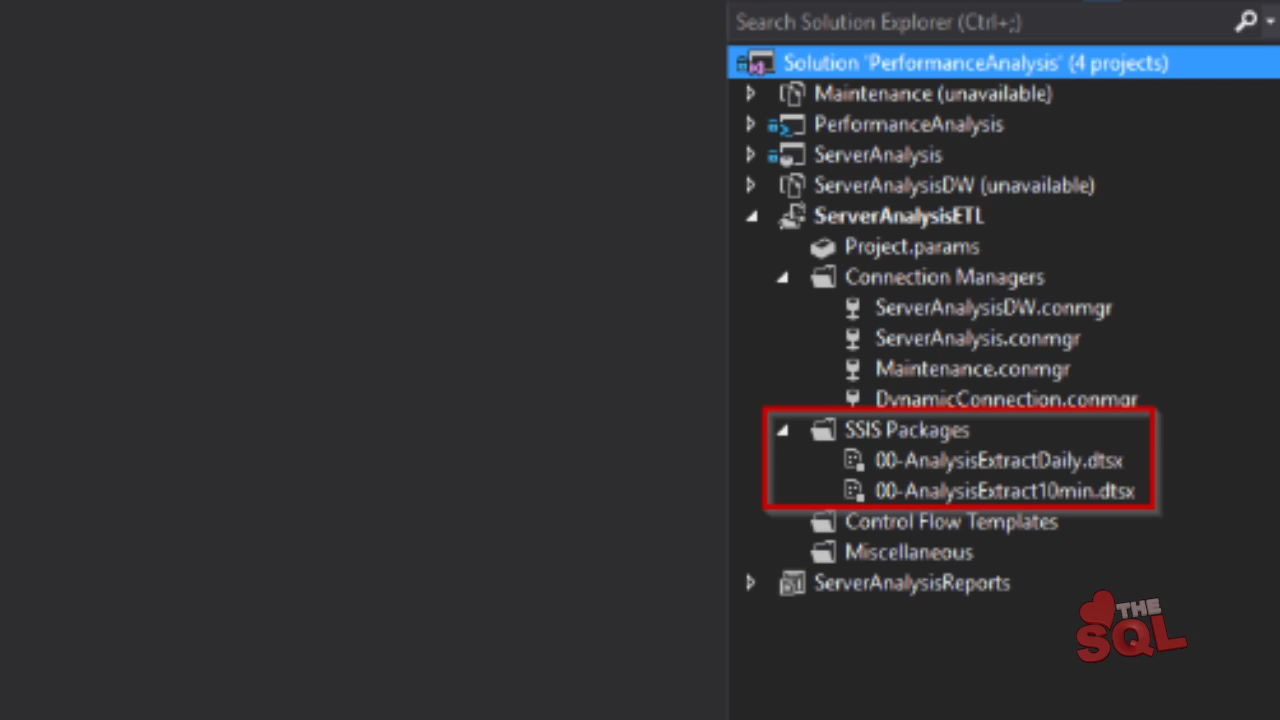 Search Solution Explorer (Ctrl+;)
Solution 'PerformanceAnalysis' (4 projects)
Maintenance (unavailable)
PerformanceAnalysis
ServerAnalysis
ServerAnalysisDW (unavailable)
ServerAnalysisETL
Project.params
Connection Managers
ServerAnalysisDW.conmgr
ServerAnalysis.conmgr
Maintenance.conmgr
DynamicConnection.conmgr
SSIS Packages
00-AnalysisExtractDaily.dtsx
00-AnalysisExtract10min.dtsx
Control Flow Templates
Miscellaneous
ServerAnalysisReports
THE
SQL